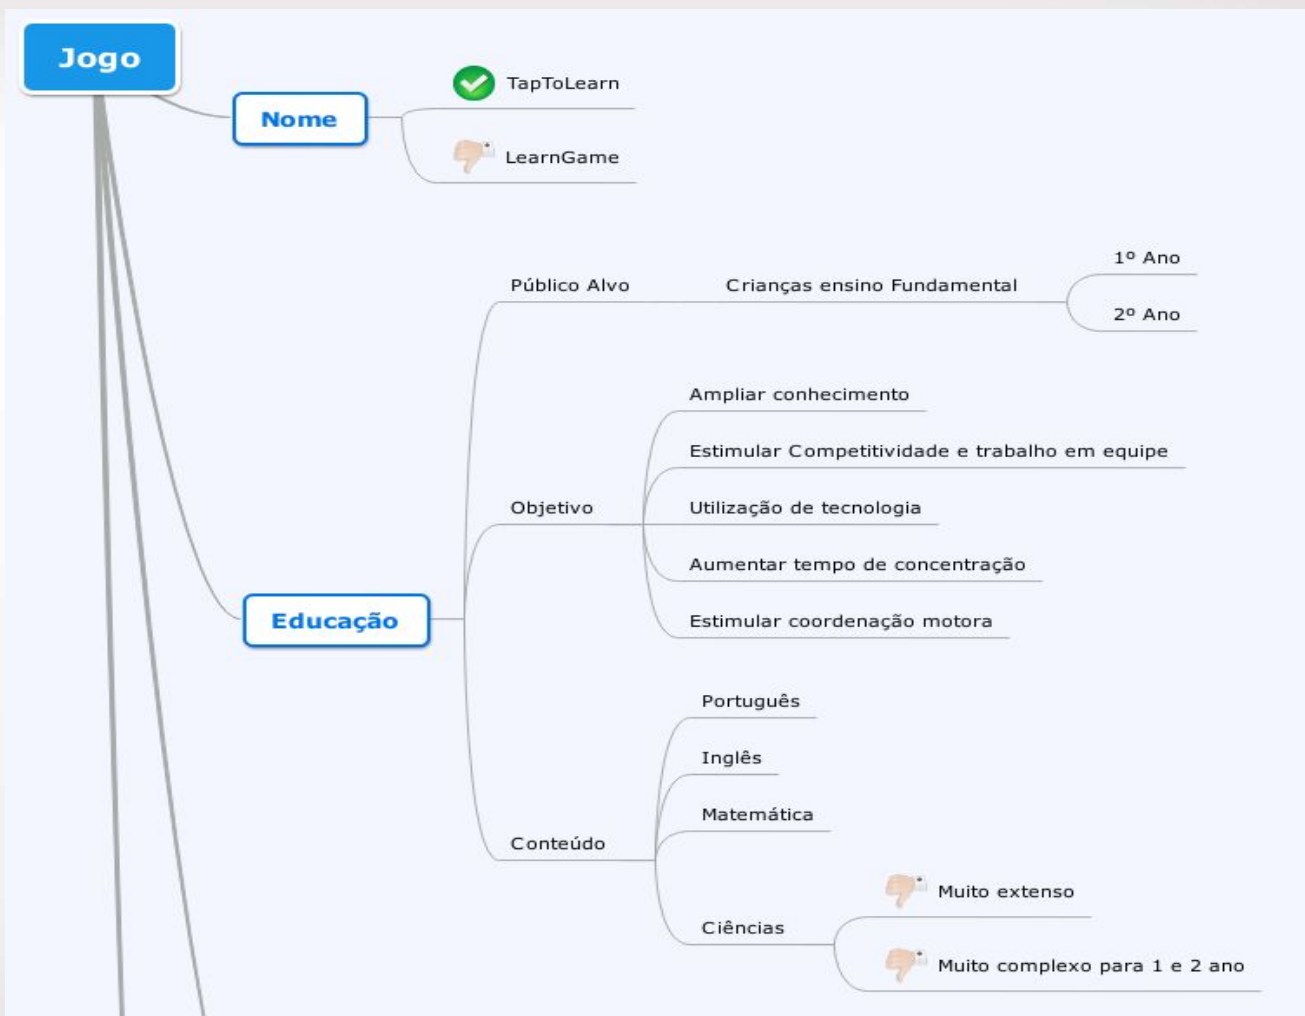 Jogo
Nome
TapToLearn
LearnGame
Educação
Público Alvo
Crianças ensino Fundamental
1º Ano
2º Ano
Objetivo
Ampliar conhecimento
Estimular Competitividade e trabalho em equipe
Utilização de tecnologia
Aumentar tempo de concentração
Estimular coordenação motora
Conteúdo
Português
Inglês
Matemática
Ciências
Muito extenso
Muito complexo para 1 e 2 ano